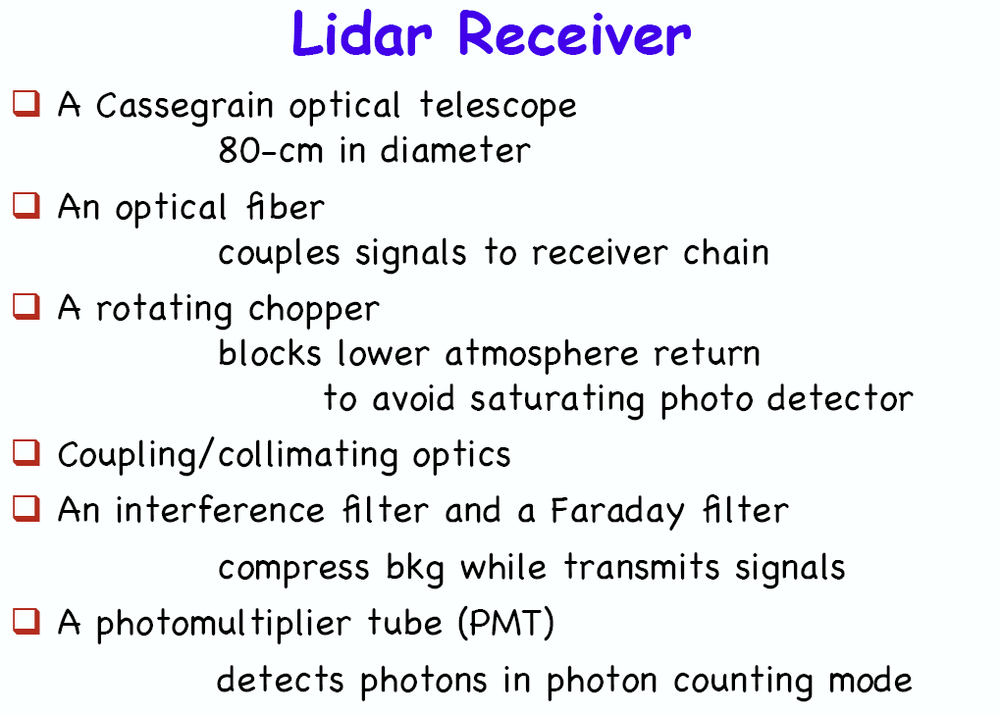 Lidar Receiver
A Cassegrain optical telescope
80-cm in diameter
An optical fiber
couples signals to receiver chain
A rotating chopper
blocks lower atmosphere return
to avoid saturating photo detector
Coupling/collimating optics
An interference filter and a Faraday filter
compress bkg while transmits signals
A photomultiplier tube (PMT)
detects photons in photon counting mode